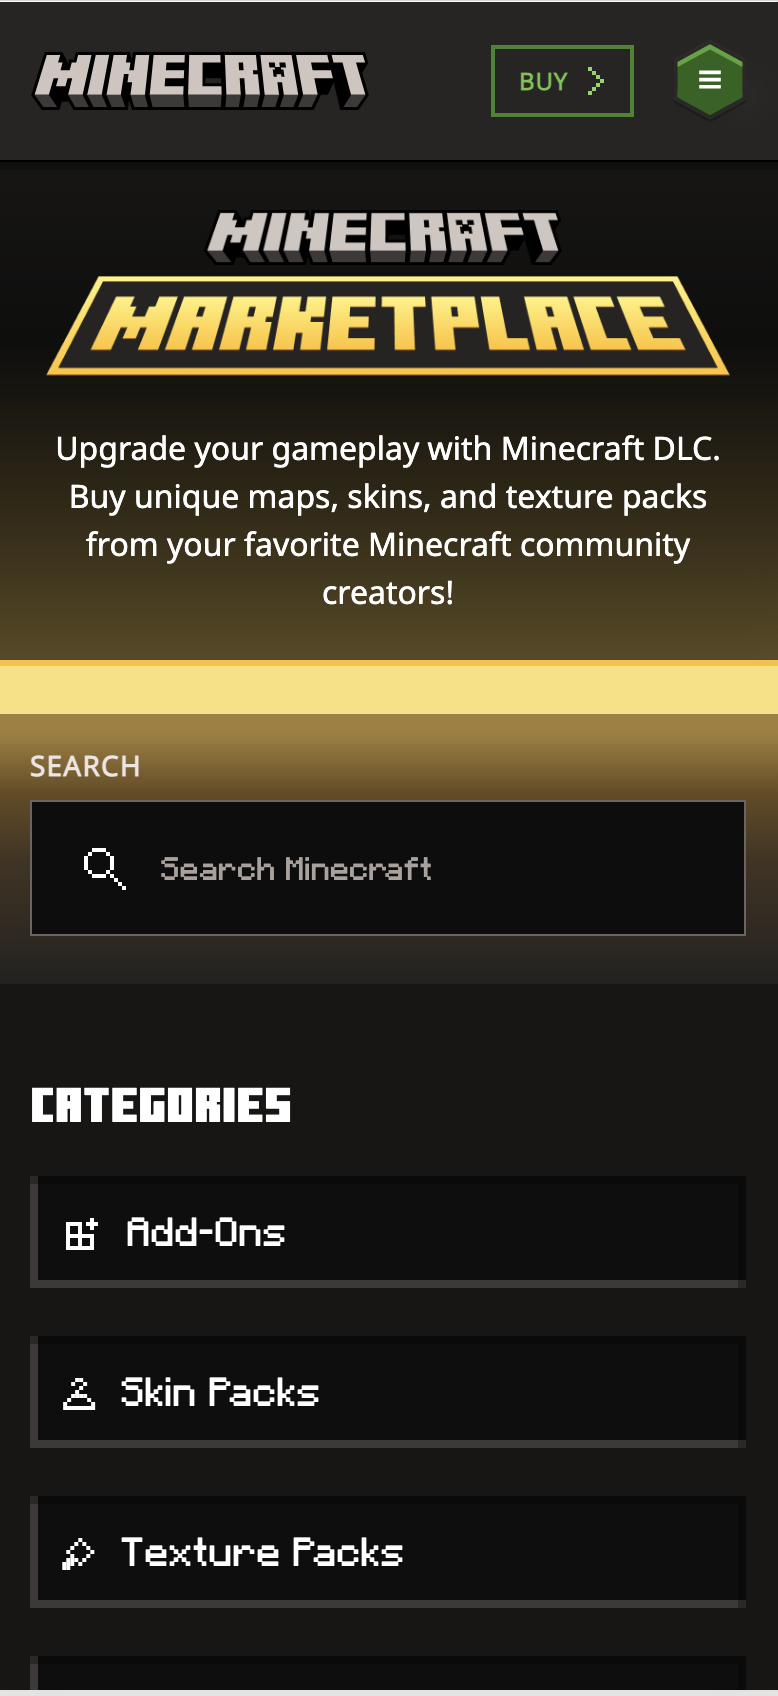 MINECRAFT
BUY
MINECRAFT
MARKETPLACE
Upgrade your gameplay with Minecraft DLC.
Buy unique maps, skins, and texture packs
from your favorite Minecraft community
creators!
SEARCH
Search Minecraft
CATEGORIES
Add-Ons
Skin Packs
Texture Packs